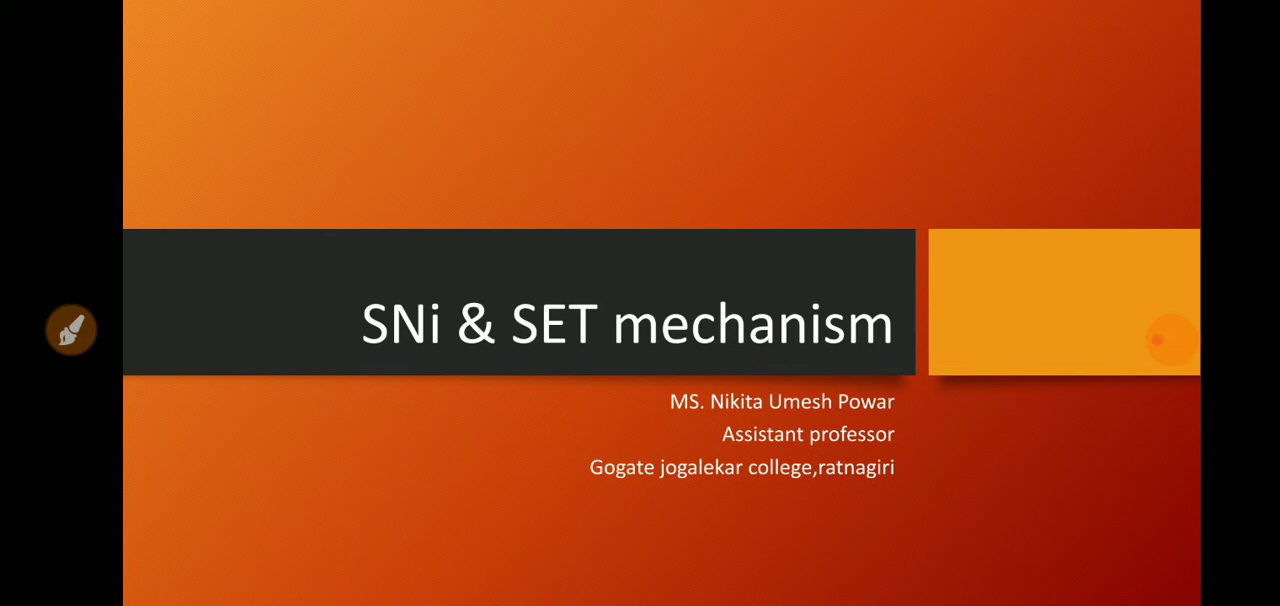 SNi & SET mechanism
MS. Nikita Umesh Powar
Assistant professor
Gogate jogalekar college,ratnagiri